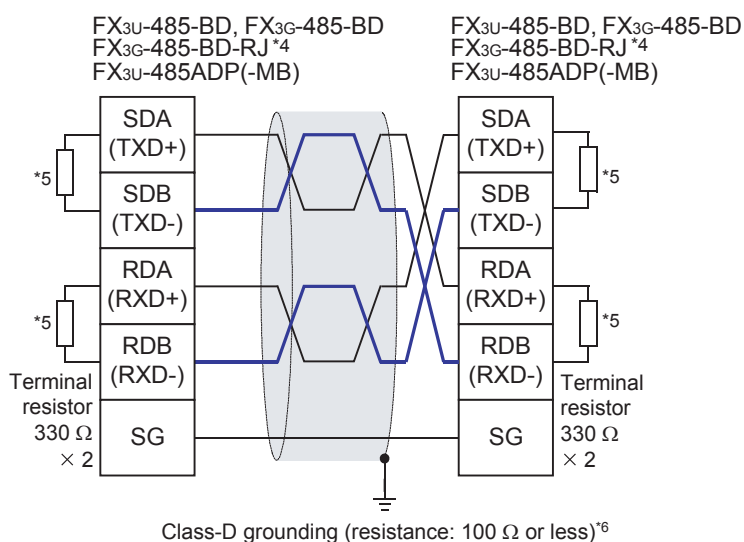 FX3U-485-BD, FX3G-485-BD
FX3G-485-BD-RJ*4
FX3U-485ADP(-MB)
FX3U-485-BD, FX3G-485-BD
FX3G-485-BD-RJ*4
FX3U-485ADP(-MB)
SDA
(TXD+)
SDB
(TXD-)
RDA
(RXD+)
RDB
(RXD-)
SG
*5
*5
Terminal
resistor
330 Ω
× 2
SDA
(TXD+)
SDB
(TXD-)
RDA
(RXD+)
RDB
(RXD-)
SG
*5
*5
Terminal
resistor
330 Ω
× 2
Class-D grounding (resistance: 100 Ω or less)*6